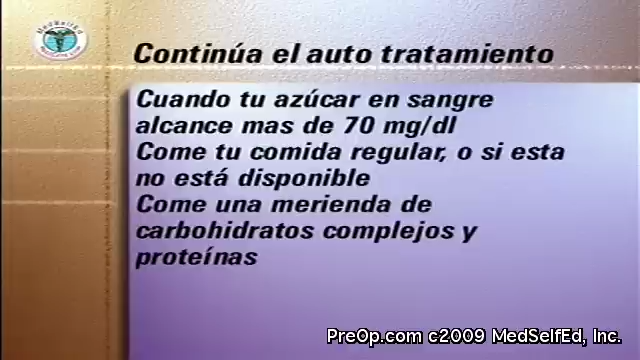 MedSelfEd
Continúa el auto tratamiento
Cuando tu azúcar en sangre
alcance mas de 70 mg/dl
Come tu comida regular, o si esta
no está disponible
Come una merienda de
carbohidratos complejos y
proteínas
PreOp.com c2009 MedSelfEd, Inc.